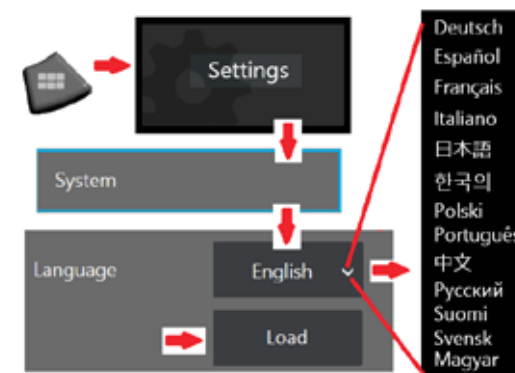 Settings
System
Language
English
Load
Deutsch
Español
Français
Italiano
日本語
한국의
Polski
Português
中文
Русский
Suomi
Svensk
Magyar